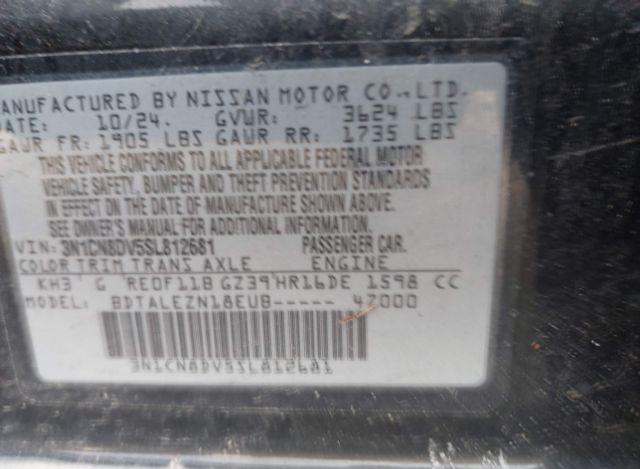 MANUFACTURED BY NISSAN MOTOR CO., LTD.
DATE: 10/24. GVWR: 3624 LBS
GAWR FR: 1905 LBS GAWR RR: 1735 LBS
THIS VEHICLE CONFORMS TO ALL APPLICABLE FEDERAL MOTOR
VEHICLE SAFETY, BUMPER AND THEFT PREVENTION STANDARDS
IN EFFECT ON THE DATE OF MANUFACTURE SHOWN ABOVE.
SEE OWNER'S MANUAL FOR ADDITIONAL INFORMATION.
VIN: 3N1CN8DV5SL812681 PASSENGER CAR.
COLOR TRIM TRANS AXLE ENGINE
KH3 G RE0F11B GZ39 HR16DE 1598 CC
MODEL: BDTALEZN18EUB----- 47000
3N1CN8DV5SL812681